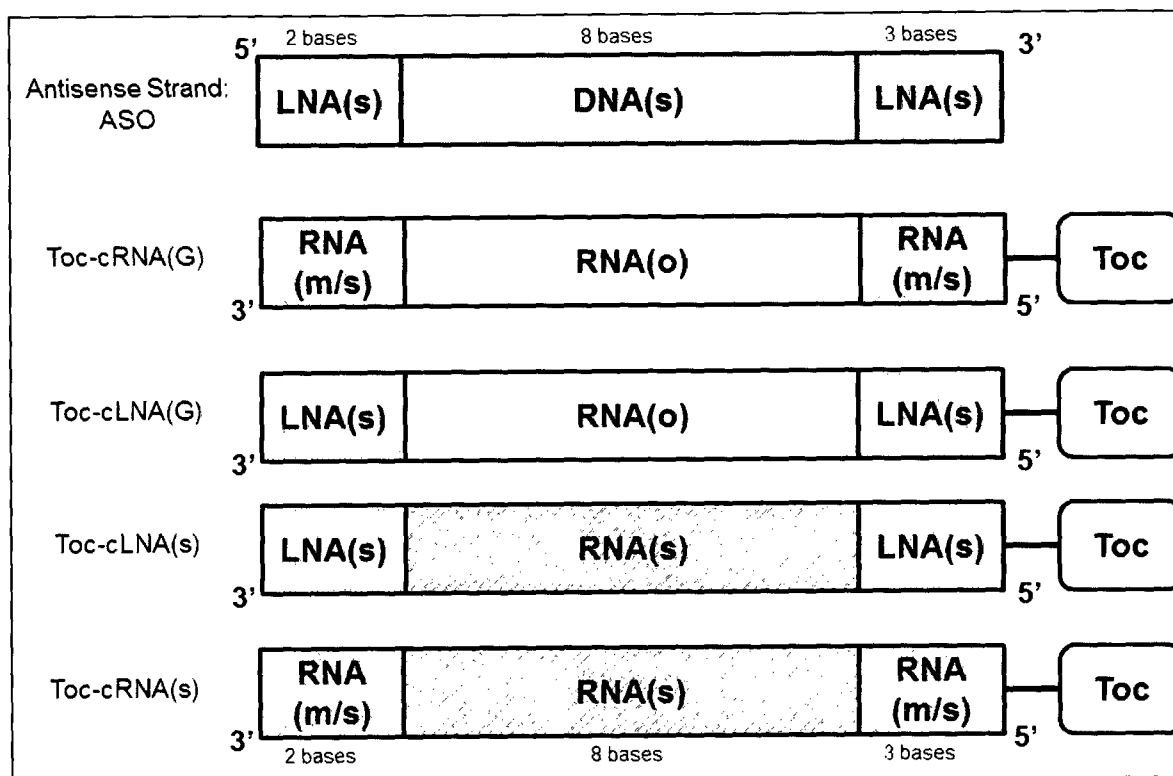 2 bases 8 bases 3 bases
5’ 3’
Antisense Strand:
ASO
LNA(s) DNA(s) LNA(s)
Toc-cRNA(G)
RNA
(m/s)
RNA(o)
RNA
(m/s)
Toc
3’ 5’
Toc-cLNA(G)
LNA(s) RNA(o) LNA(s) Toc
3’ 5’
Toc-cLNA(s)
LNA(s) RNA(s) LNA(s) Toc
3’ 5’
Toc-cRNA(s)
RNA
(m/s)
RNA(s)
RNA
(m/s)
Toc
3’ 5’
2 bases 8 bases 3 bases